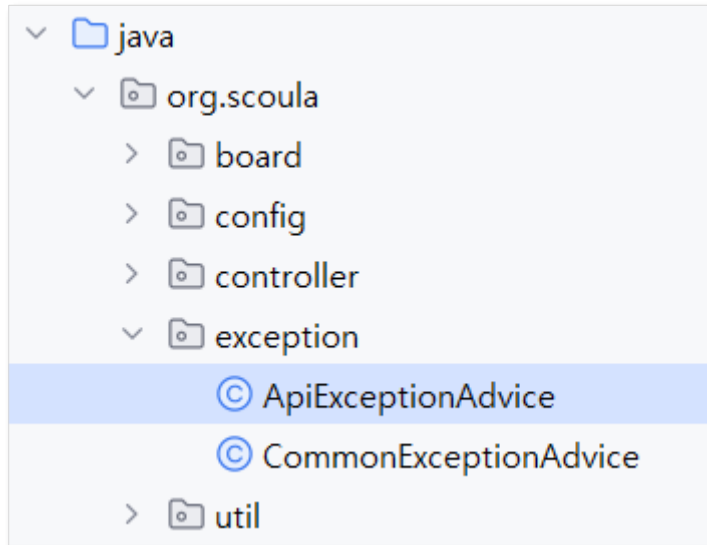 java
org.scoula
board
config
controller
exception
ApiExceptionAdvice
CommonExceptionAdvice
util